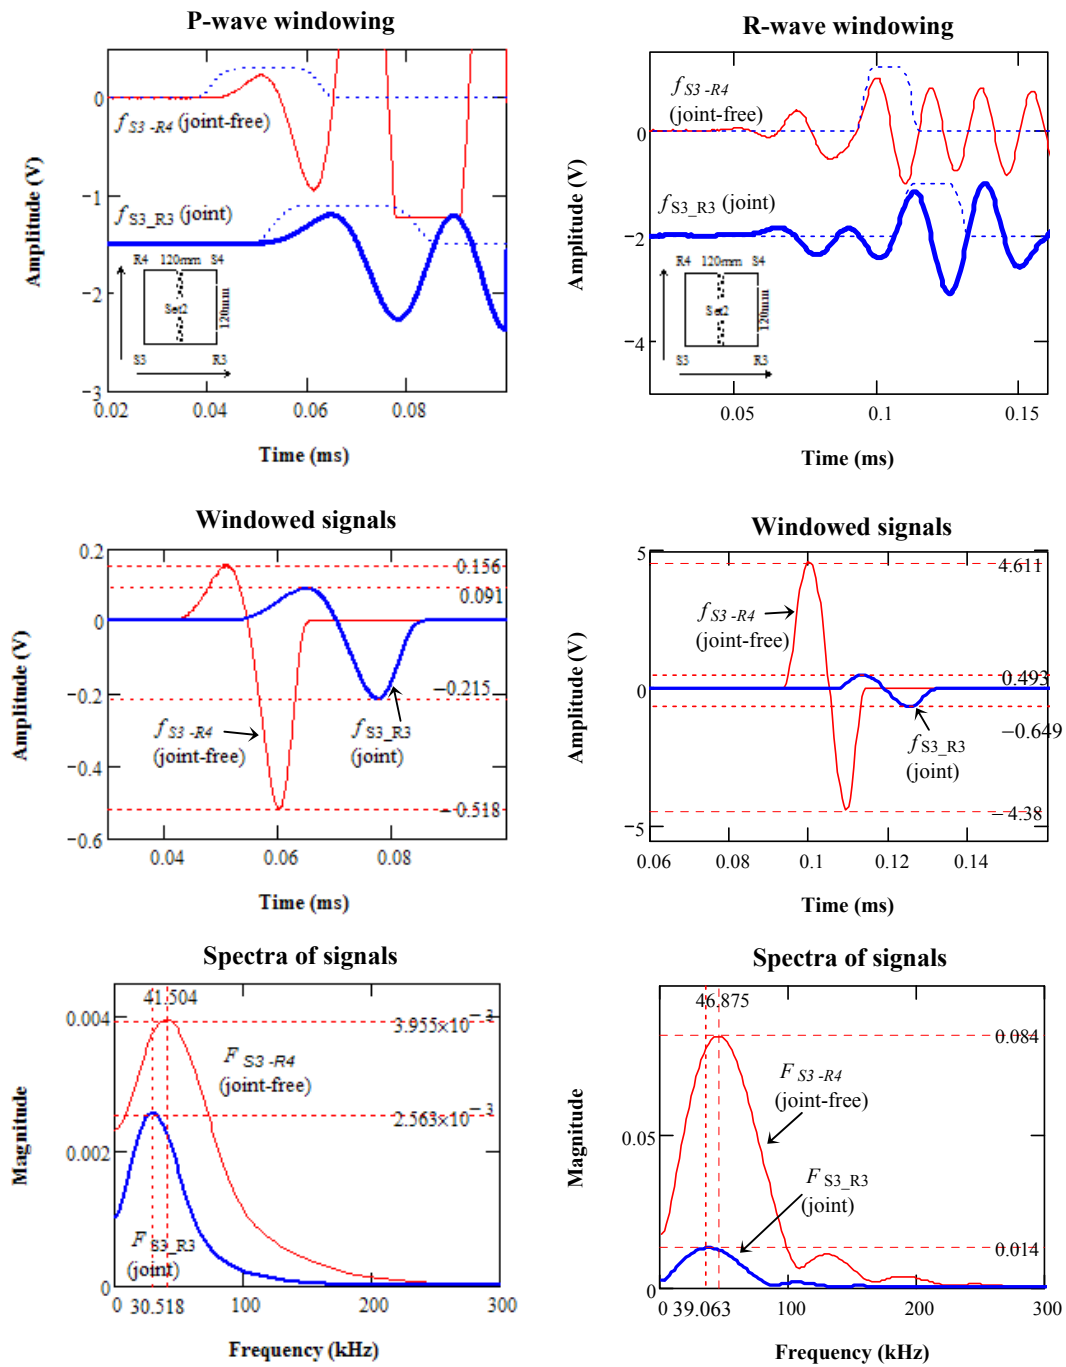 P-wave windowing
0
−1
−2
−3
Amplitude (V)
f S3 -R4 (joint-free)
f S3_R3 (joint)
R4 120mm S4
Set2
120mm
S3 R3
0.02 0.04 0.06 0.08
Time (ms)
R-wave windowing
0
−2
−4
Amplitude (V)
f S3 -R4
(joint-free)
f S3_R3 (joint)
R4 120mm S4
Set2
120mm
S3 R3
0.05 0.1 0.15
Time (ms)
Windowed signals
0.2
0
−0.2
−0.4
−0.6
Amplitude (V)
0.156
0.091
−0.215
−0.518
f S3 -R4
(joint-free)
f S3_R3
(joint)
0.04 0.06 0.08
Time (ms)
Windowed signals
5
0
−5
Amplitude (V)
4.611
0.493
−0.649
−4.38
f S3 -R4
(joint-free)
f S3_R3
(joint)
0.06 0.08 0.1 0.12 0.14
Time (ms)
Spectra of signals
41.504
0.004
0.002
0
Magnitude
3.955×10−3
2.563×10−3
F S3 -R4
(joint-free)
F S3_R3
(joint)
0 30.518 100 200 300
Frequency (kHz)
Spectra of signals
46.875
0.05
0
Magnitude
0.084
0.014
F S3 -R4
(joint-free)
F S3_R3
(joint)
0 39.063 100 200 300
Frequency (kHz)